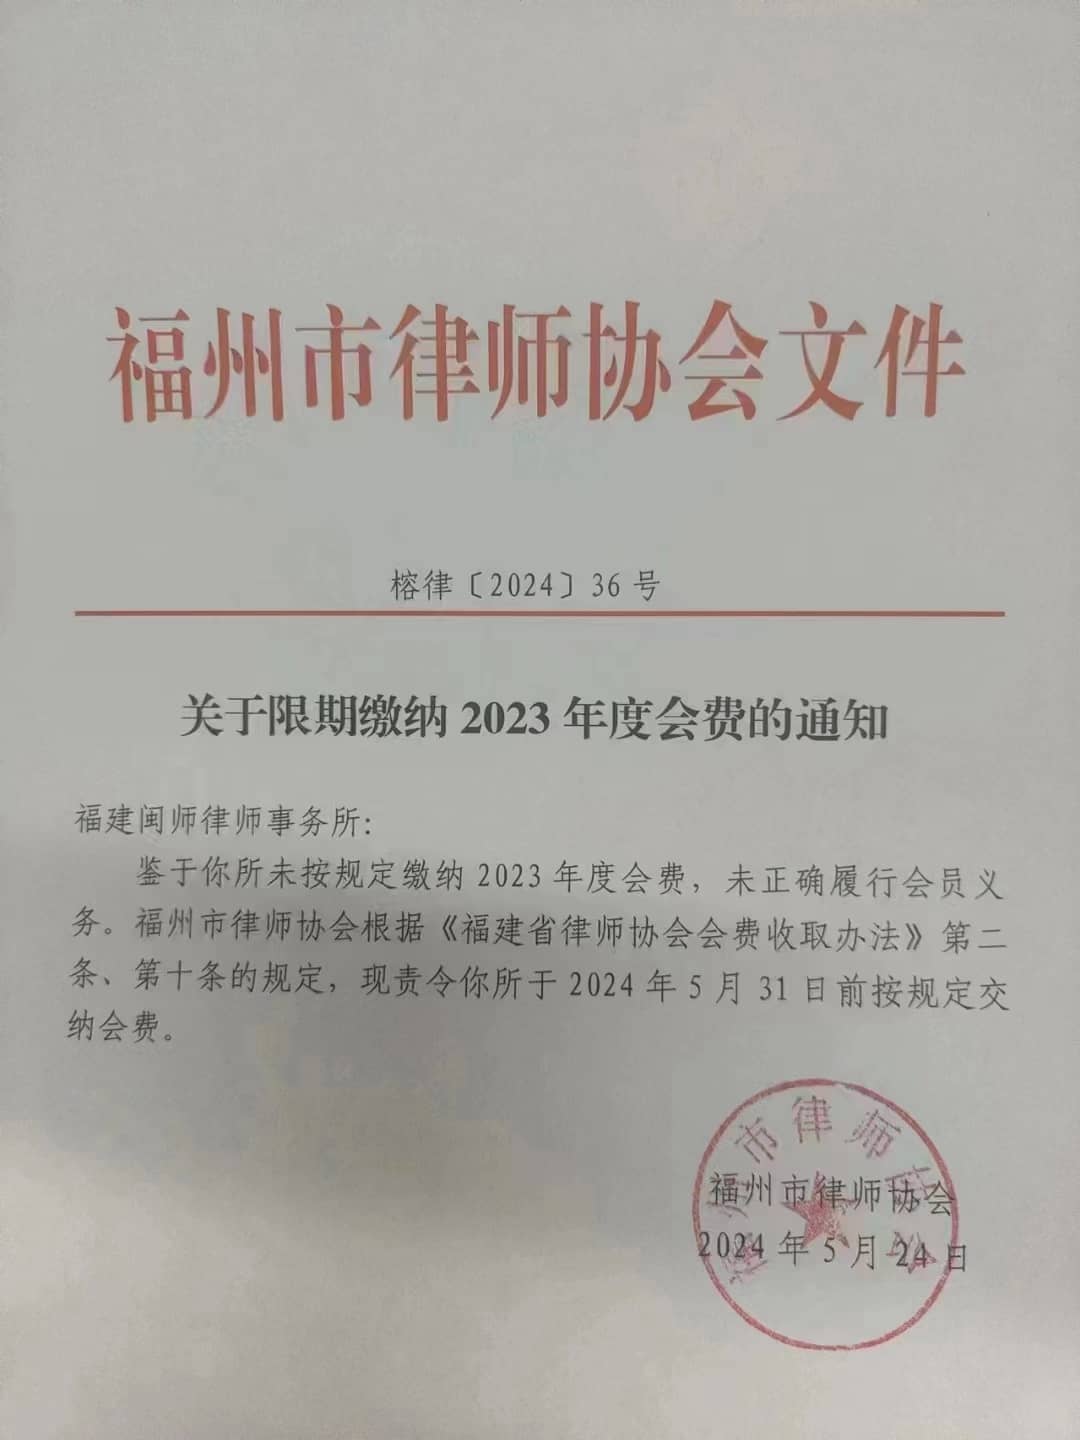 福州市律师协会文件
榕律〔2024〕36 号
关于限期缴纳 2023 年度会费的通知
福建闽师律师事务所:
鉴于你所未按规定缴纳 2023 年度会费，未正确履行会员义
务。福州市律师协会根据《福建省律师协会会费收取办法》第二
条、第十条的规定，现责令你所于 2024 年 5 月 31 日前按规定交
纳会费。
福州市律师协会
福州市律师协会
2024 年 5 月 24 日